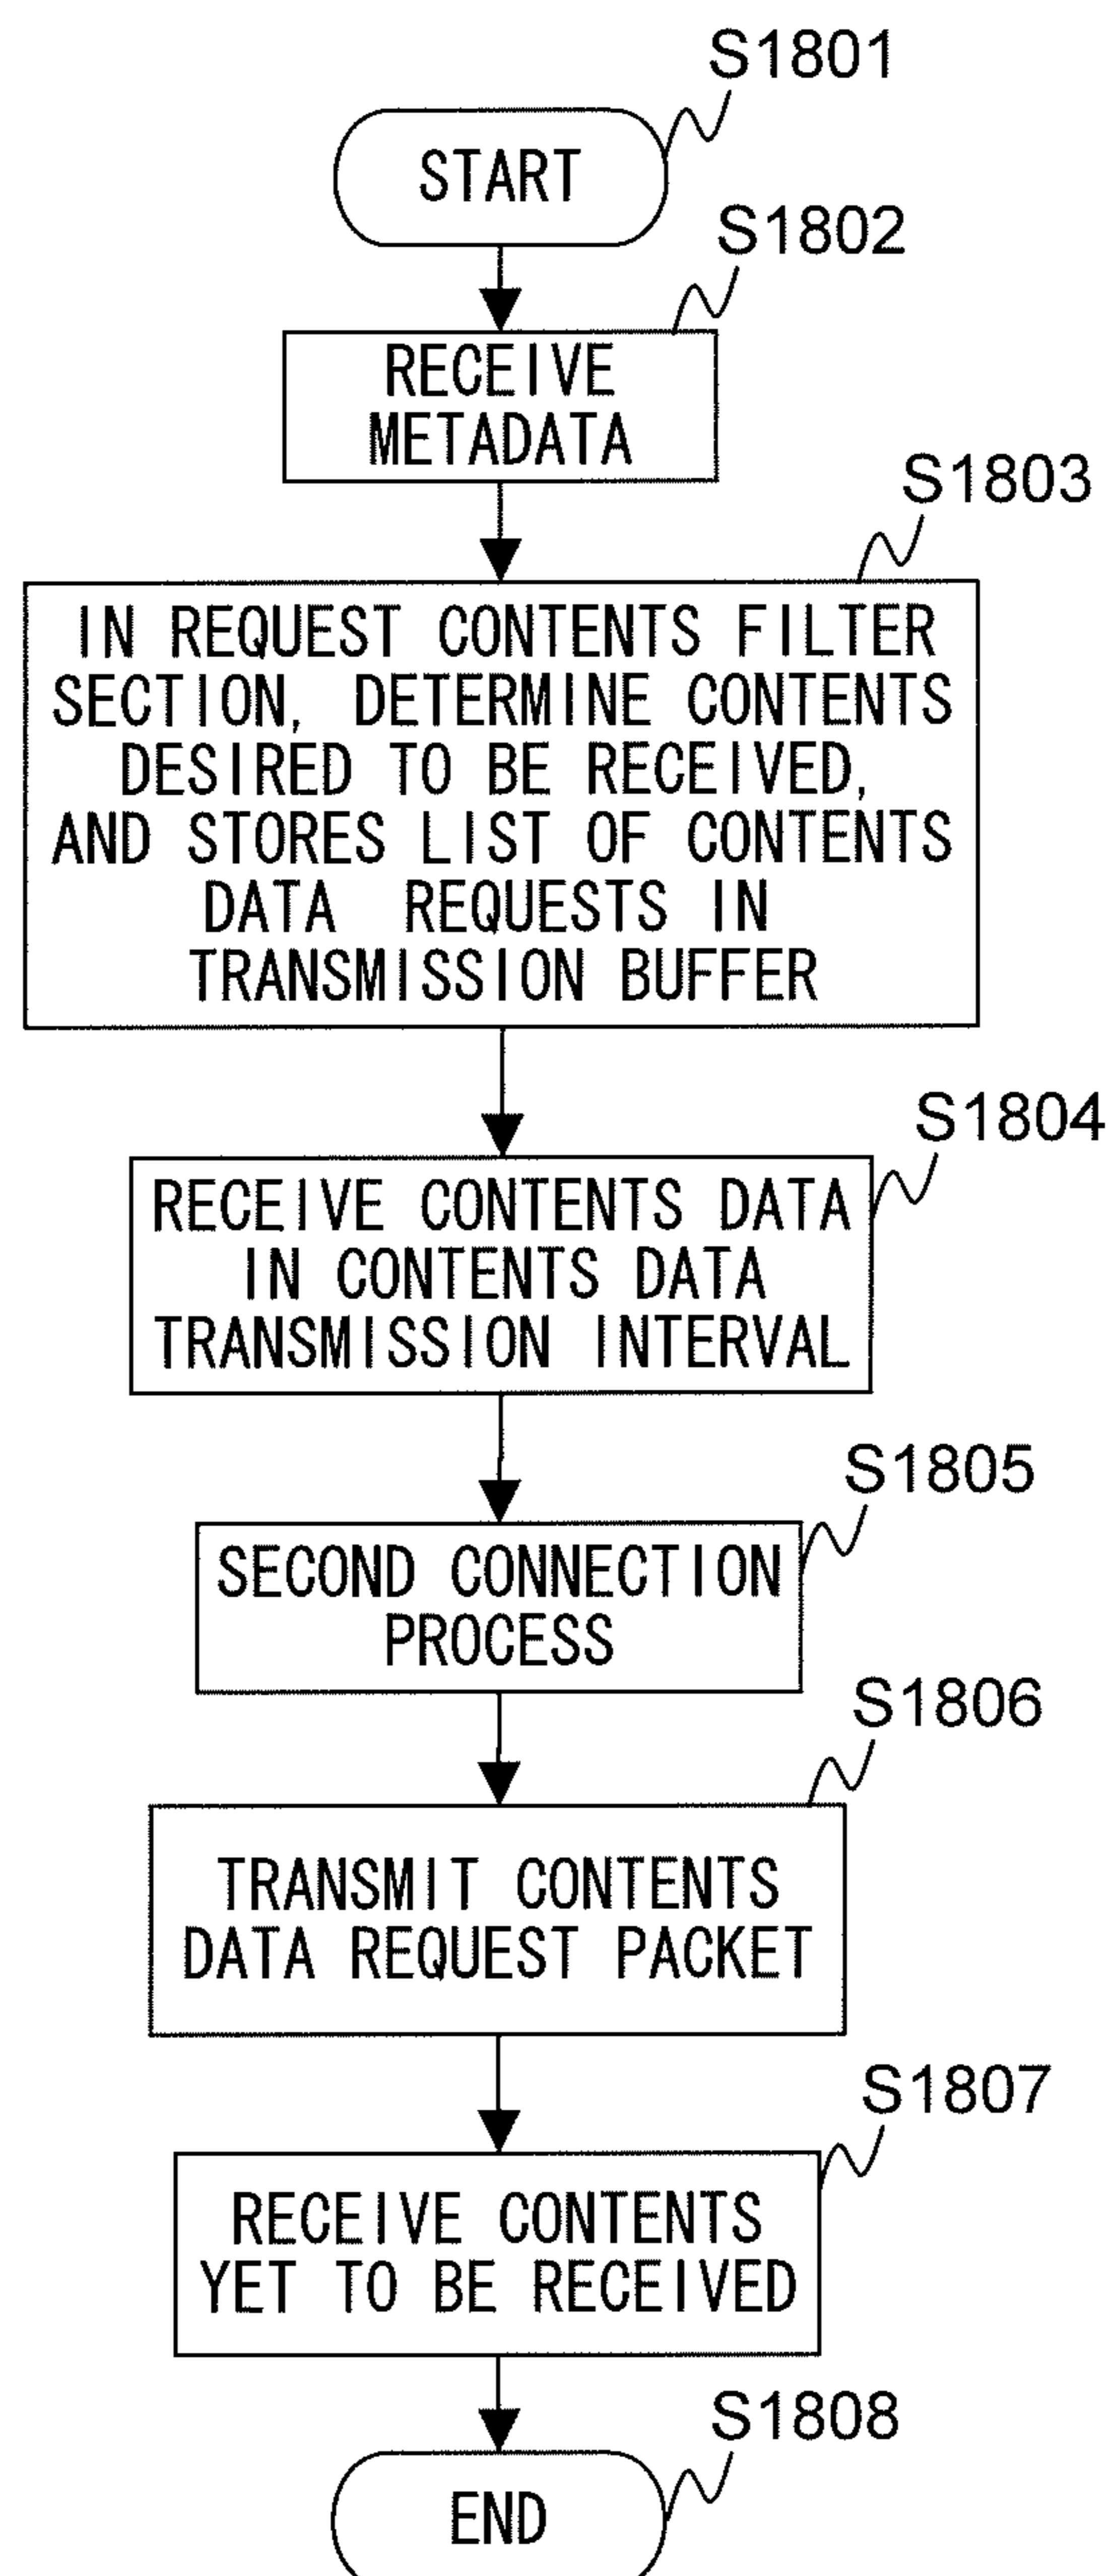 S1801
START
S1802
RECEIVE
METADATA
S1803
IN REQUEST CONTENTS FILTER
SECTION, DETERMINE CONTENTS
DESIRED TO BE RECEIVED,
AND STORES LIST OF CONTENTS
DATA REQUESTS IN
TRANSMISSION BUFFER
S1804
RECEIVE CONTENTS DATA
IN CONTENTS DATA
TRANSMISSION INTERVAL
S1805
SECOND CONNECTION
PROCESS
S1806
TRANSMIT CONTENTS
DATA REQUEST PACKET
S1807
RECEIVE CONTENTS
YET TO BE RECEIVED
S1808
END